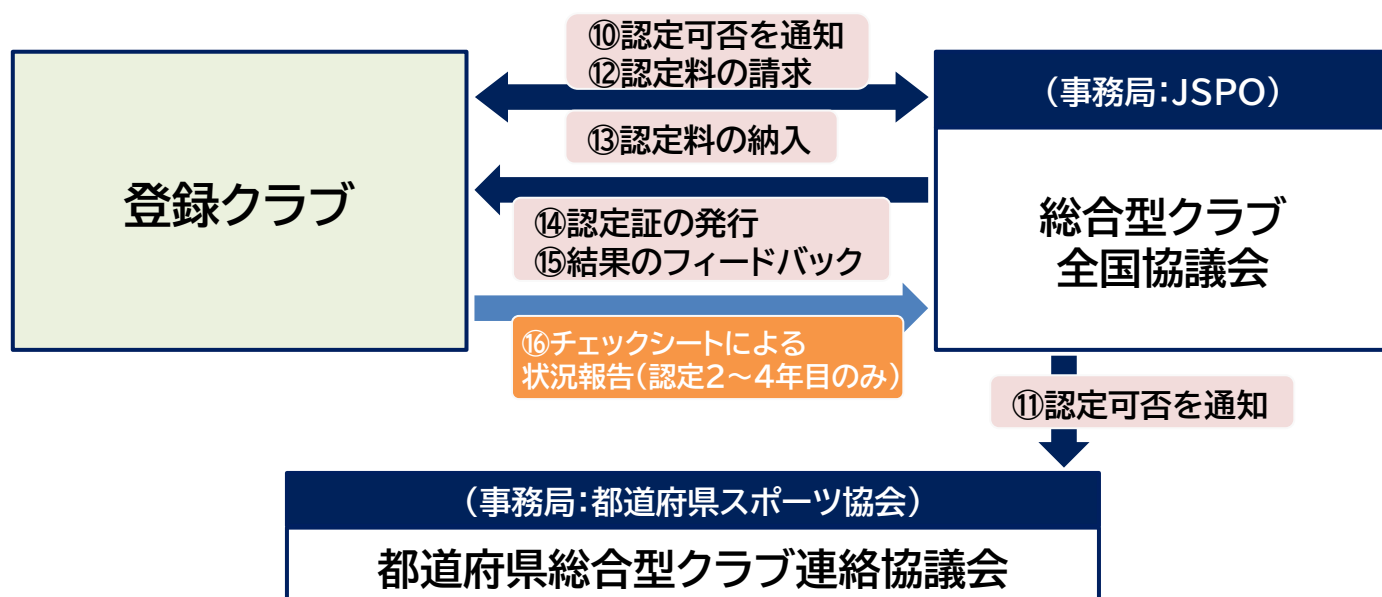 ⑩認定可否を通知
⑫認定料の請求
(事務局:JSPO)
⑬認定料の納入
登録クラブ
総合型クラブ
全国協議会
⑭認定証の発行
⑮結果のフィードバック
⑯チェックシートによる
状況報告(認定2~4年目のみ)
⑪認定可否を通知
(事務局:都道府県スポーツ協会)
都道府県総合型クラブ連絡協議会